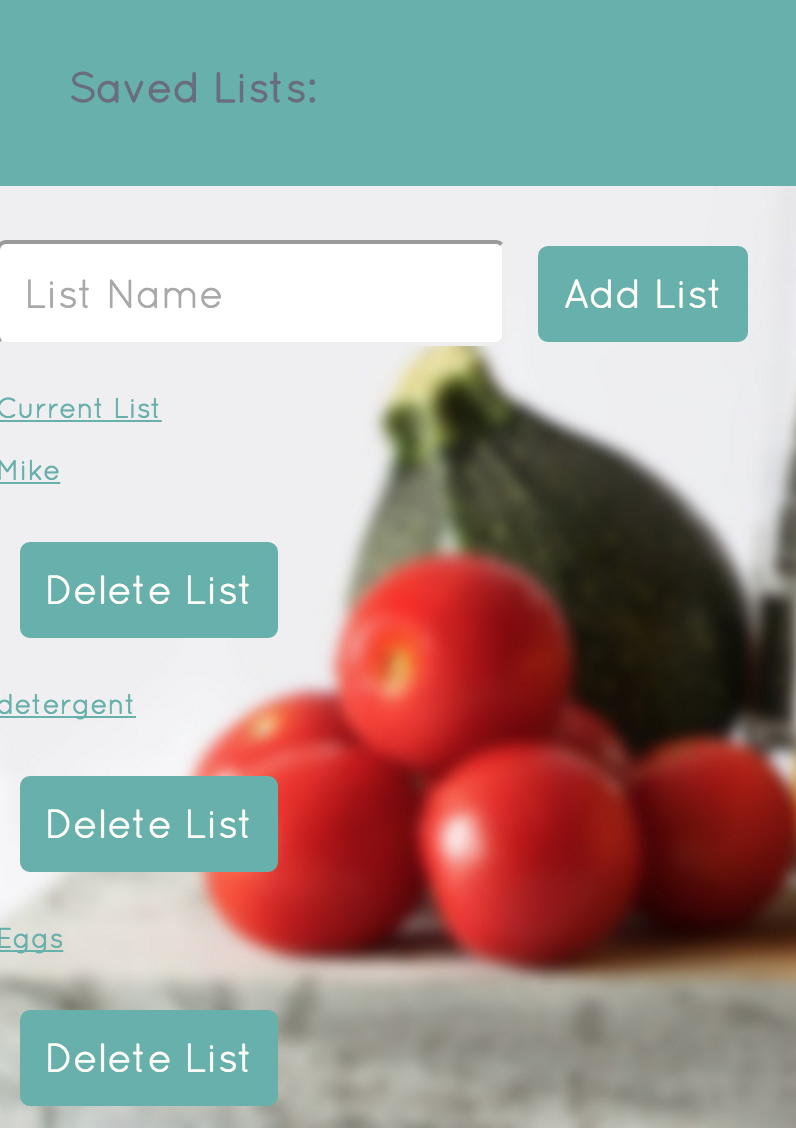 Saved Lists:
List Name
Add List
Current List
Mike
Delete List
detergent
Delete List
Eggs
Delete List